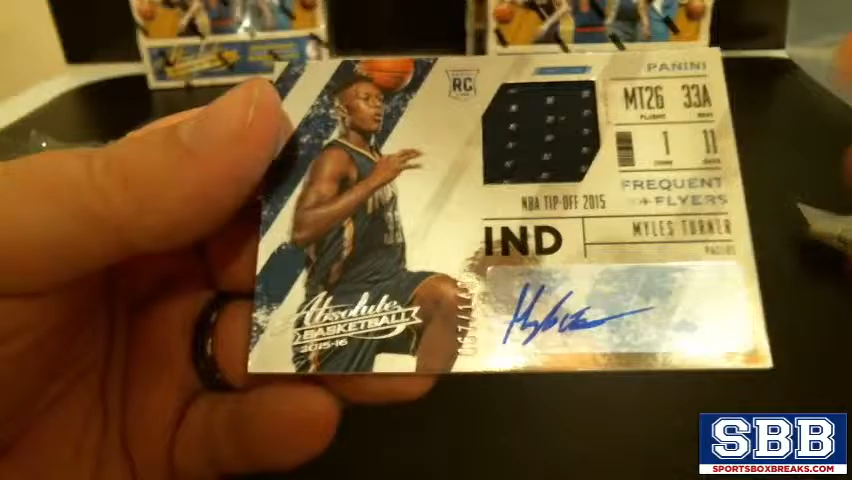 RC
PANINI
MT26 33A
1 11
FREQUENT
FLYERS
NBA TIP-OFF 2015
IND
MYLES TURNER
PACERS
Absolute
BASKETBALL
2015-16
SBB
SPORTSBOXBREAKS.COM